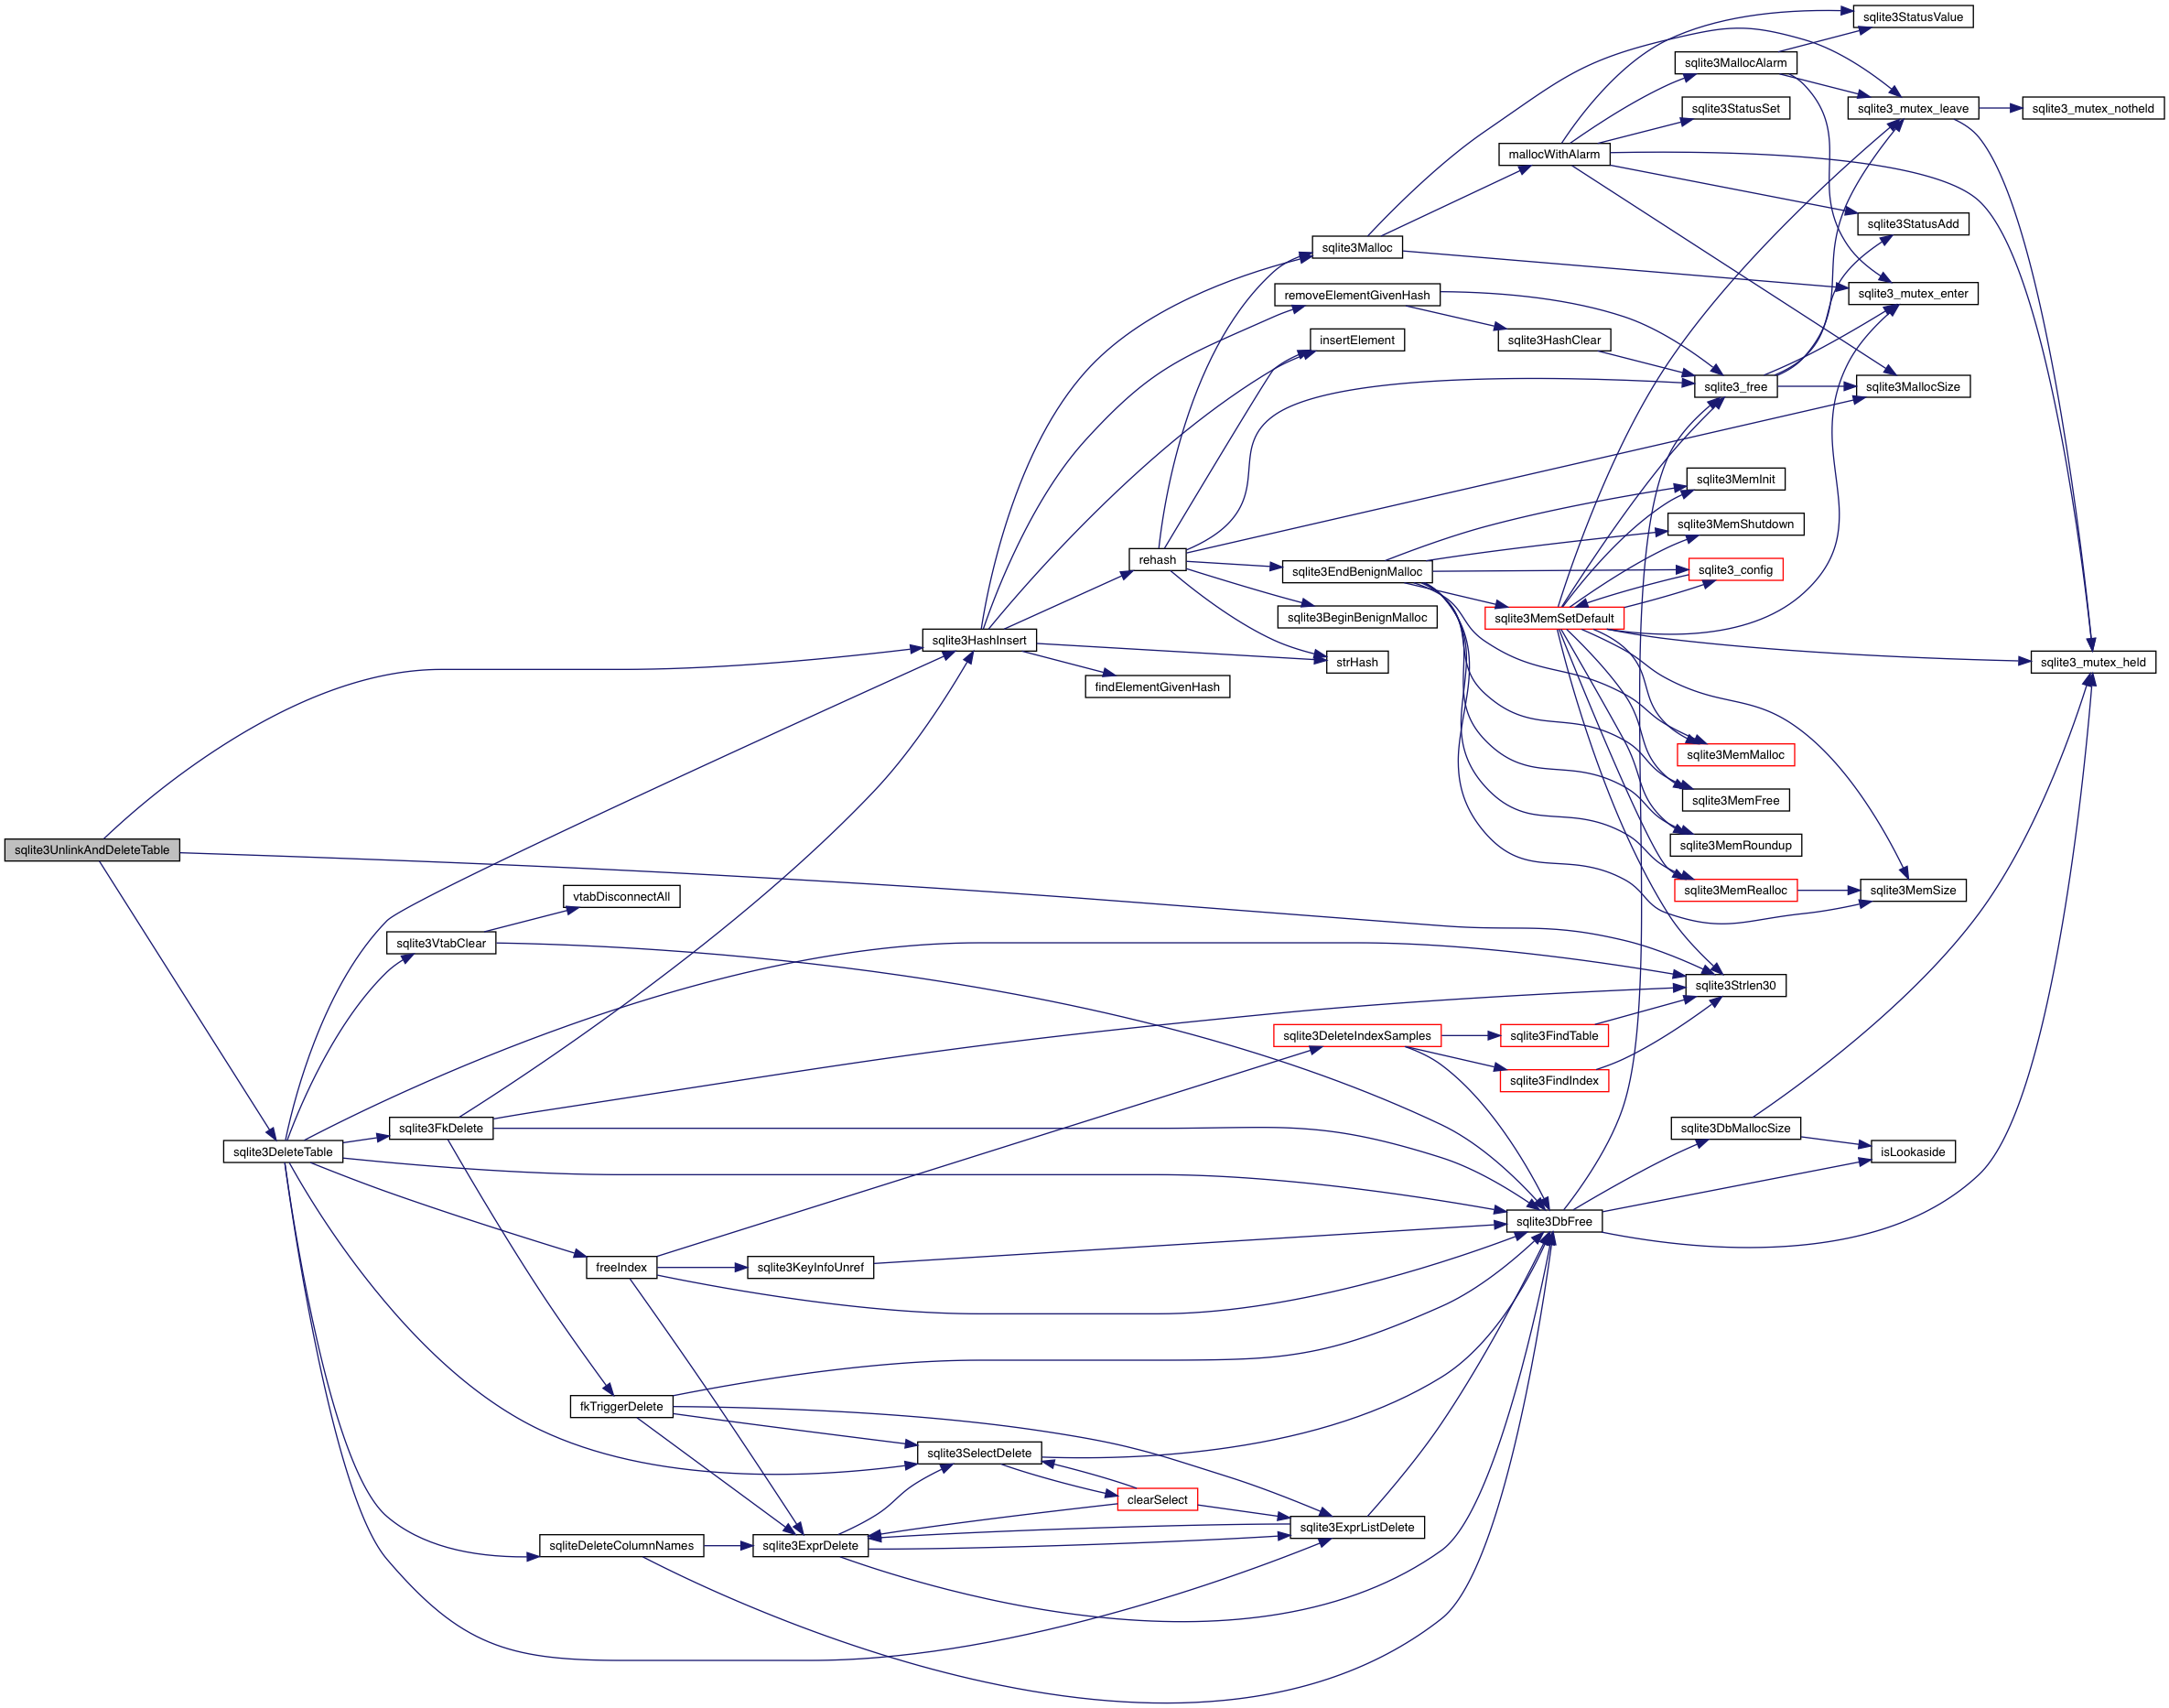 sqlite3StatusValue
sqlite3MallocAlarm
sqlite3StatusSet
sqlite3_mutex_leave
sqlite3_mutex_notheld
mallocWithAlarm
sqlite3StatusAdd
sqlite3Malloc
removeElementGivenHash
sqlite3_mutex_enter
insertElement
sqlite3HashClear
sqlite3_free
sqlite3MallocSize
sqlite3MemInit
sqlite3MemShutdown
rehash
sqlite3EndBenignMalloc
sqlite3_config
sqlite3BeginBenignMalloc
sqlite3MemSetDefault
sqlite3HashInsert
strHash
sqlite3_mutex_held
findElementGivenHash
sqlite3MemMalloc
sqlite3MemFree
sqlite3UnlinkAndDeleteTable
sqlite3MemRoundup
vtabDisconnectAll
sqlite3MemRealloc
sqlite3MemSize
sqlite3VtabClear
sqlite3Strlen30
sqlite3DeleteIndexSamples
sqlite3FindTable
sqlite3FindIndex
sqlite3FkDelete
sqlite3DbMallocSize
sqlite3DeleteTable
isLookaside
sqlite3DbFree
freeIndex
sqlite3KeyInfoUnref
fkTriggerDelete
sqlite3SelectDelete
clearSelect
sqlite3ExprListDelete
sqliteDeleteColumnNames
sqlite3ExprDelete